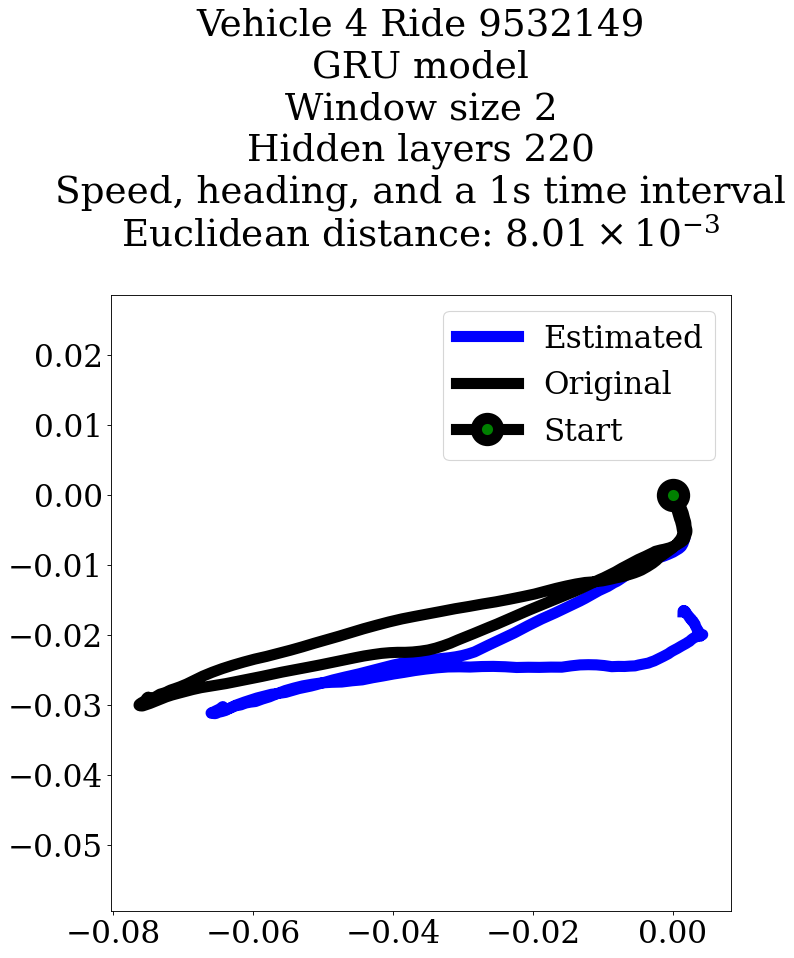 Vehicle 4 Ride 9532149
GRU model
Window size 2
Hidden layers 220
Speed, heading, and a 1s time interval
Euclidean distance: 8.01 × 10⁻³
Estimated
Original
Start
0.02
0.01
0.00
−0.01
−0.02
−0.03
−0.04
−0.05
−0.08
−0.06
−0.04
−0.02
0.00